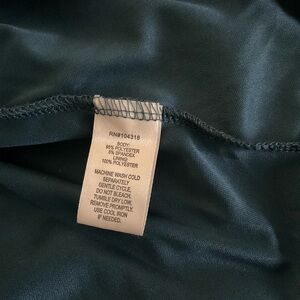 RN#104318
BODY:
95% POLYESTER
5% SPANDEX
LINING:
100% POLYESTER
MACHINE WASH COLD
SEPARATELY
GENTLE CYCLE,
DO NOT BLEACH.
TUMBLE DRY LOW,
REMOVE PROMPTLY.
USE COOL IRON
IF NEEDED.